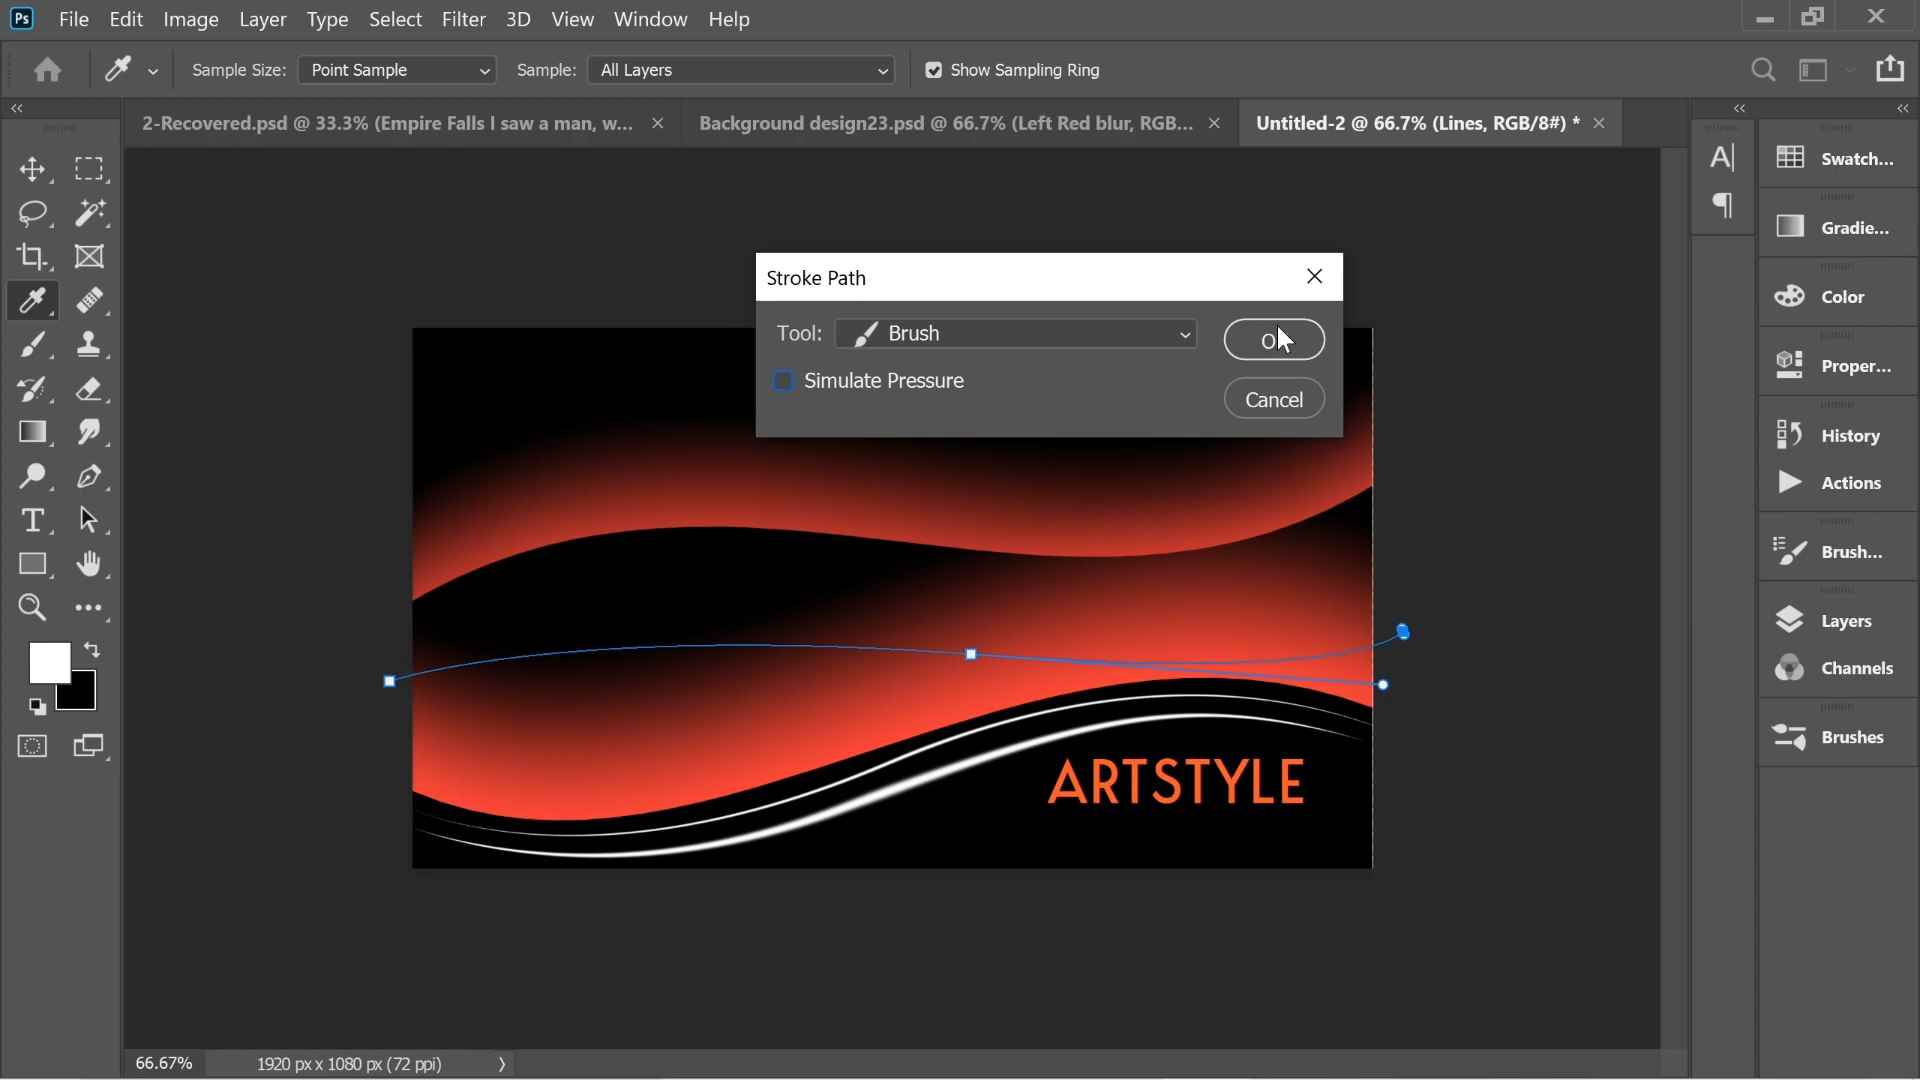 Ps File Edit Image Layer Type Select Filter 3D View Window Help
Sample Size: Point Sample Sample: All Layers Show Sampling Ring
2-Recovered.psd @ 33.3% (Empire Falls I saw a man, w... Background design23.psd @ 66.7% (Left Red blur, RGB... Untitled-2 @ 66.7% (Lines, RGB/8#) *
Swatch...
Gradie...
Color
Proper...
History
Actions
Brush...
Layers
Channels
Brushes
Stroke Path
Tool: Brush
Simulate Pressure
Cancel
ARTSTYLE
66.67% 1920 px x 1080 px (72 ppi)